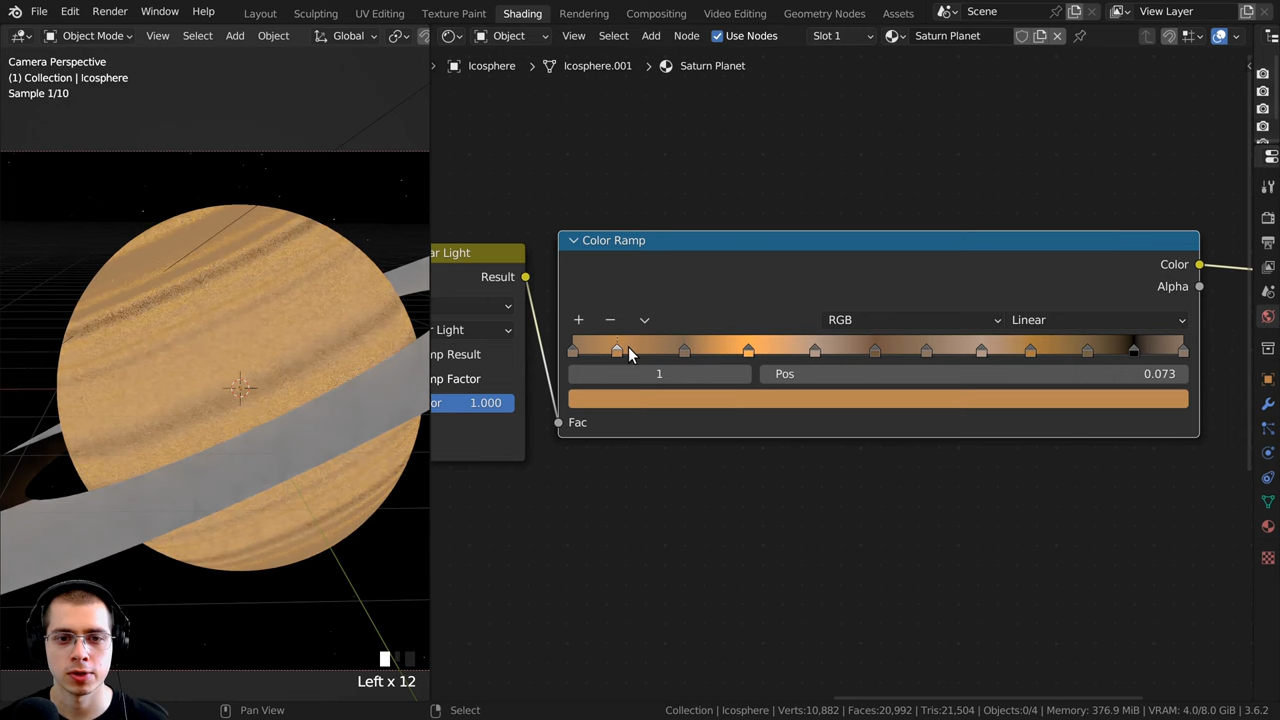 File Edit Render Window Help Layout Sculpting UV Editing Texture Paint Shading Rendering Compositing Video Editing Geometry Nodes Assets Scene View Layer
Object Mode View Select Add Object Global Object View Select Add Node Use Nodes Slot 1 Saturn Planet
Camera Perspective
(1) Collection | Icosphere
Sample 1/10
Icosphere Icosphere.001 Saturn Planet
Color Ramp
ar Light
Color
Result
Alpha
RGB Linear
r Light
mp Result
1 Pos 0.073
mp Factor
or 1.000
Fac
Left x 12
Pan View Select Collection | Icosphere Verts:10,882 | Faces:20,992 | Tris:21,504 | Objects:0/4 | Memory: 376.9 MiB | VRAM: 4.0/8.0 GiB | 3.6.2